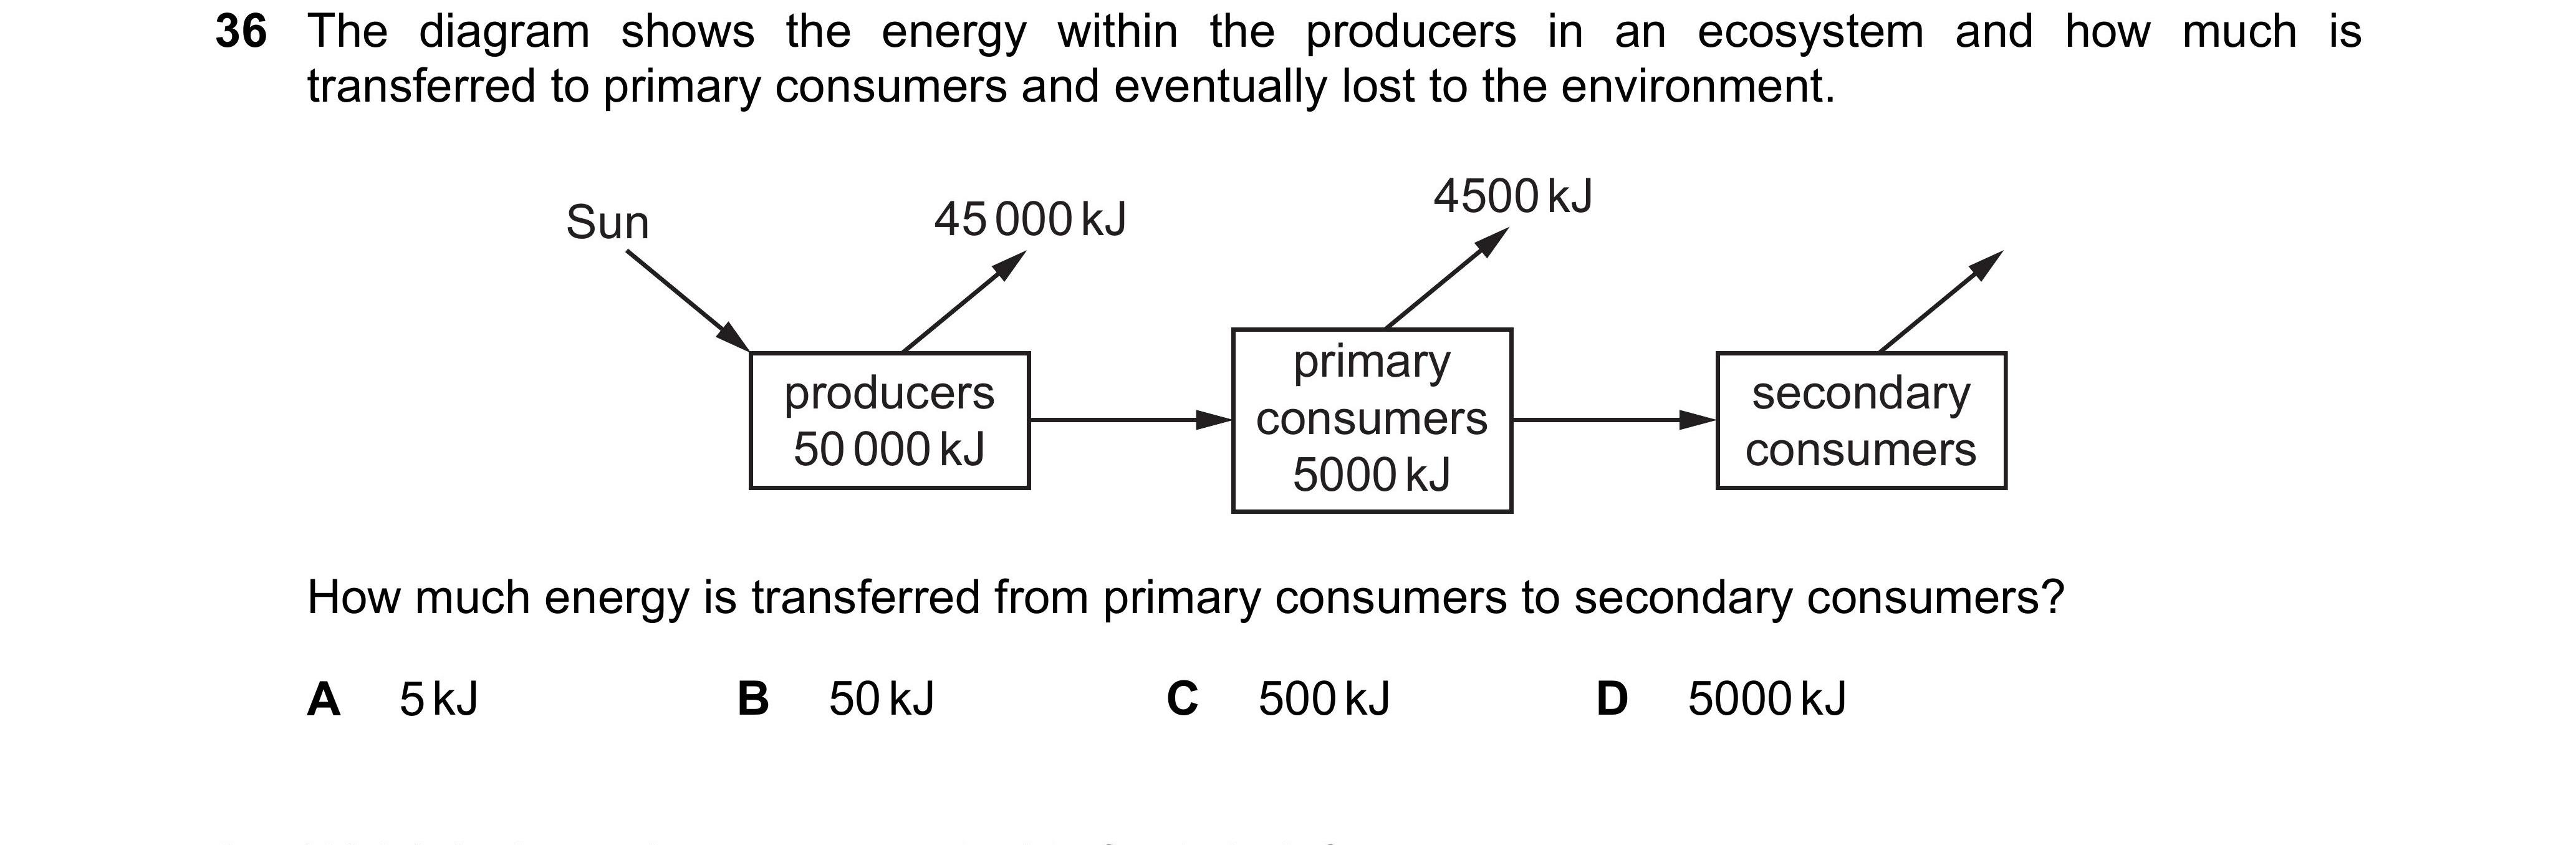 36 The diagram shows the energy within the producers in an ecosystem and how much is
transferred to primary consumers and eventually lost to the environment.
Sun
45 000 kJ
4500 kJ
producers
50 000 kJ
primary
consumers
5000 kJ
secondary
consumers
How much energy is transferred from primary consumers to secondary consumers?
A 5 kJ B 50 kJ C 500 kJ D 5000 kJ